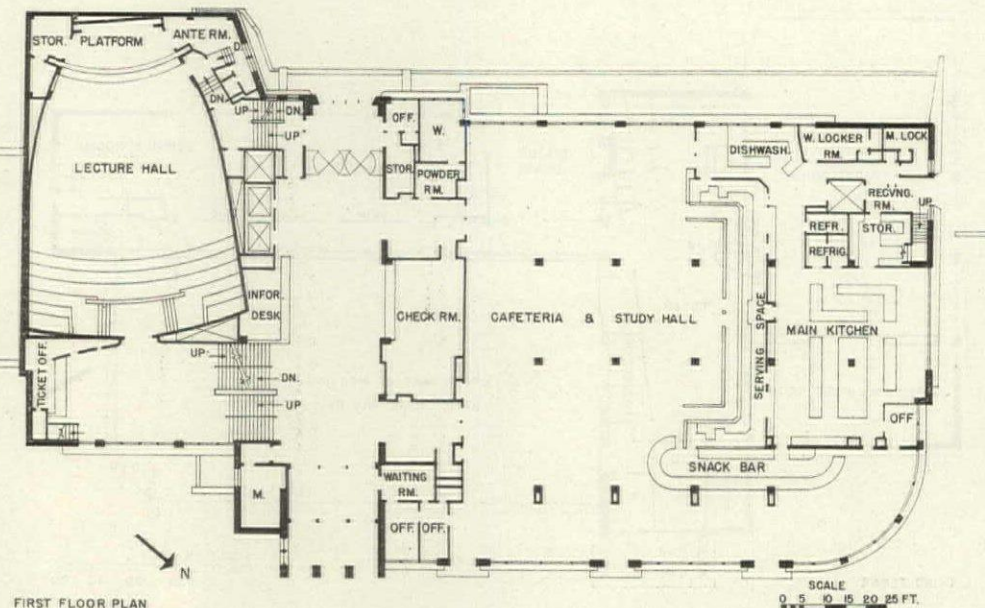 STOR.
PLATFORM
ANTE RM.
D.
DN.
UP
DN.
UP
LECTURE HALL
OFF.
W.
STOR.
POWDER
RM.
DISHWASH.
W. LOCKER
RM.
M. LOCK.
RECVNG.
RM.
UP
REFR.
STOR.
REFRIG.
INFOR.
DESK
CHECK RM.
CAFETERIA & STUDY HALL
SERVING SPACE
MAIN KITCHEN
TICKET OFF.
UP
DN.
UP
OFF.
SNACK BAR
WAITING
RM.
M.
OFF.
OFF.
N
FIRST FLOOR PLAN
SCALE
0 5 10 15 20 25 FT.